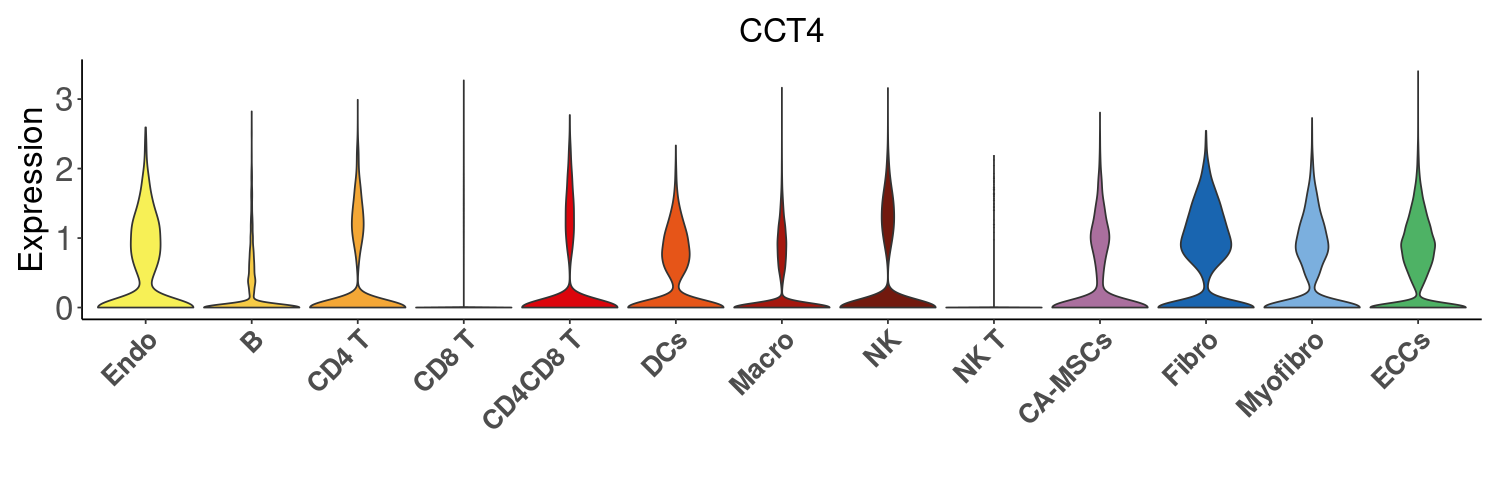 CCT4
Expression
3
2
1
0
Endo
B
CD4 T
CD8 T
CD4CD8 T
DCs
Macro
NK
NK T
CA-MSCs
Fibro
Myofibro
ECCs